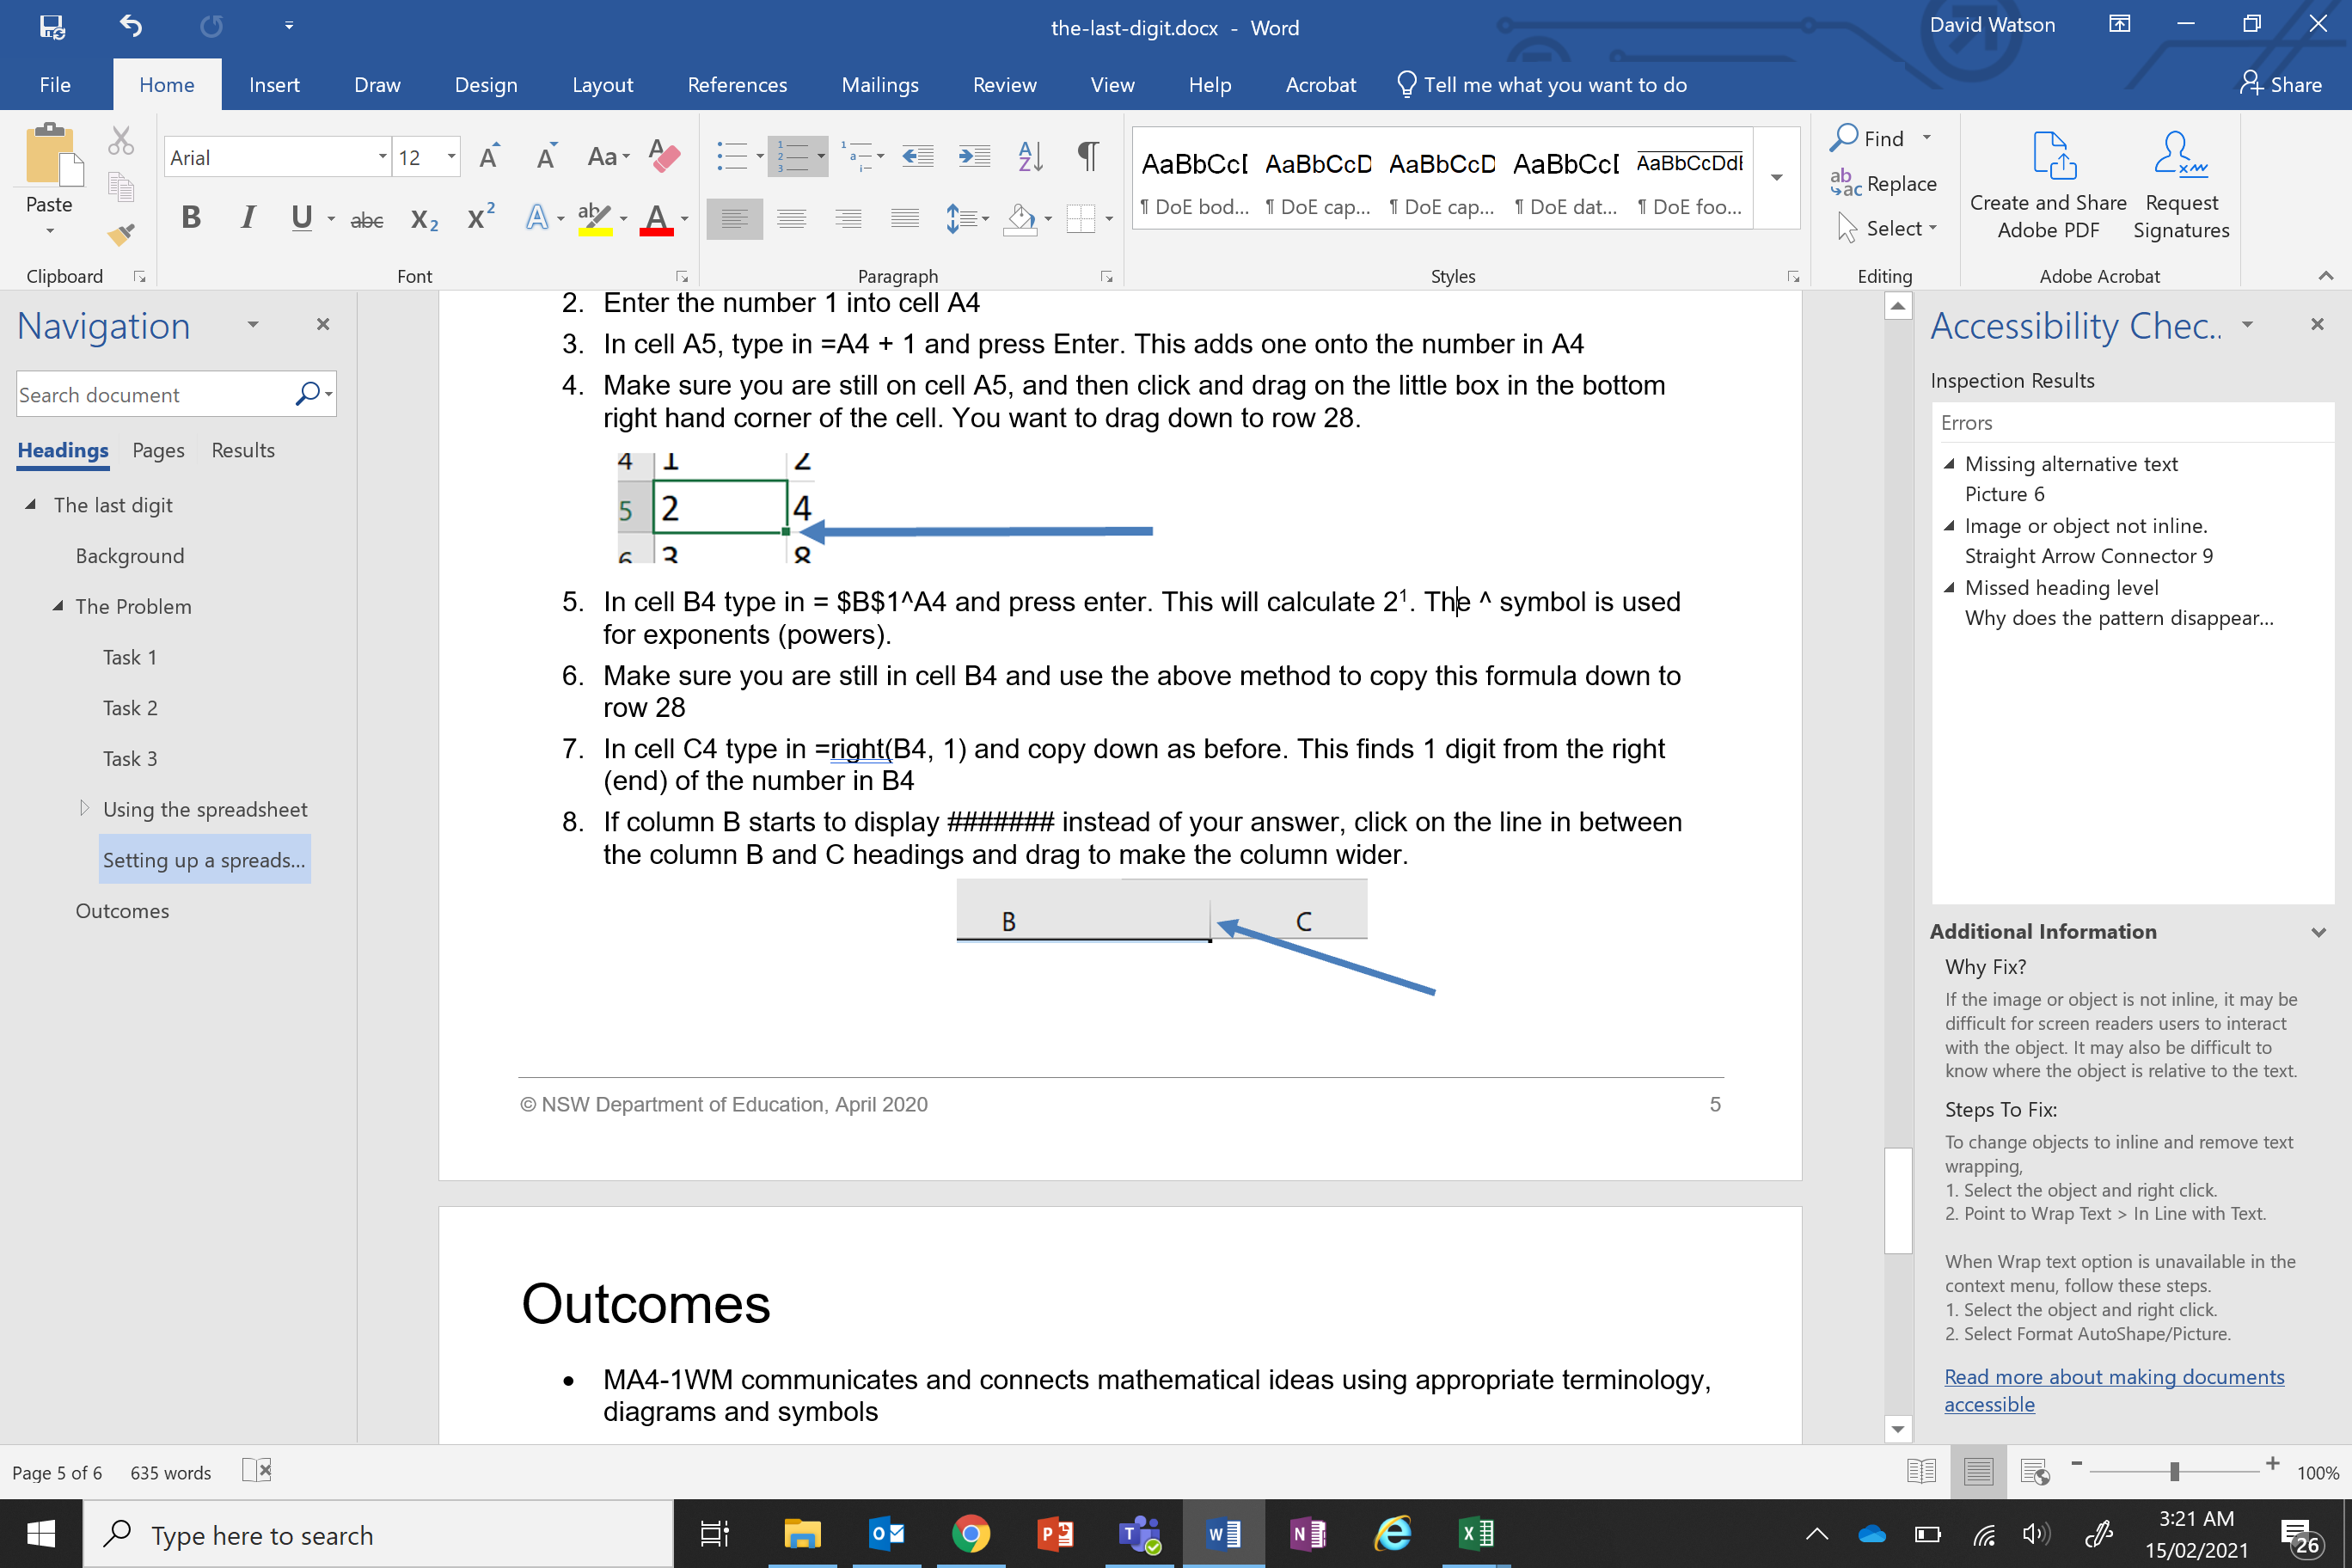 the-last-digit.docx - Word
David Watson
File Home Insert Draw Design Layout References Mailings Review View Help Acrobat Tell me what you want to do
Share
Paste
Clipboard
Arial 12
Aa
B I U abc X2 X2 A ab A
Font
Paragraph
AaBbCcI AaBbCcD AaBbCcD AaBbCcI AaBbCcDdI
¶ DoE bod... ¶ DoE cap... ¶ DoE cap... ¶ DoE dat... ¶ DoE foo...
Styles
Find
Replace
Select
Editing
Create and Share
Adobe PDF
Request
Signatures
Adobe Acrobat
Navigation
Search document
Headings Pages Results
The last digit
Background
The Problem
Task 1
Task 2
Task 3
Using the spreadsheet
Setting up a spreads...
Outcomes
2. Enter the number 1 into cell A4
3. In cell A5, type in =A4 + 1 and press Enter. This adds one onto the number in A4
4. Make sure you are still on cell A5, and then click and drag on the little box in the bottom
right hand corner of the cell. You want to drag down to row 28.
4 1 2
5 2 4
6 3 8
5. In cell B4 type in = $B$1^A4 and press enter. This will calculate 2¹. The ^ symbol is used
for exponents (powers).
6. Make sure you are still in cell B4 and use the above method to copy this formula down to
row 28
7. In cell C4 type in =right(B4, 1) and copy down as before. This finds 1 digit from the right
(end) of the number in B4
8. If column B starts to display ####### instead of your answer, click on the line in between
the column B and C headings and drag to make the column wider.
B C
© NSW Department of Education, April 2020 5
Outcomes
• MA4-1WM communicates and connects mathematical ideas using appropriate terminology,
diagrams and symbols
Accessibility Chec..
Inspection Results
Errors
Missing alternative text
Picture 6
Image or object not inline.
Straight Arrow Connector 9
Missed heading level
Why does the pattern disappear...
Additional Information
Why Fix?
If the image or object is not inline, it may be
difficult for screen readers users to interact
with the object. It may also be difficult to
know where the object is relative to the text.
Steps To Fix:
To change objects to inline and remove text
wrapping,
1. Select the object and right click.
2. Point to Wrap Text > In Line with Text.
When Wrap text option is unavailable in the
context menu, follow these steps.
1. Select the object and right click.
2. Select Format AutoShape/Picture.
Read more about making documents
accessible
Page 5 of 6 635 words
100%
Type here to search
3:21 AM
15/02/2021
26